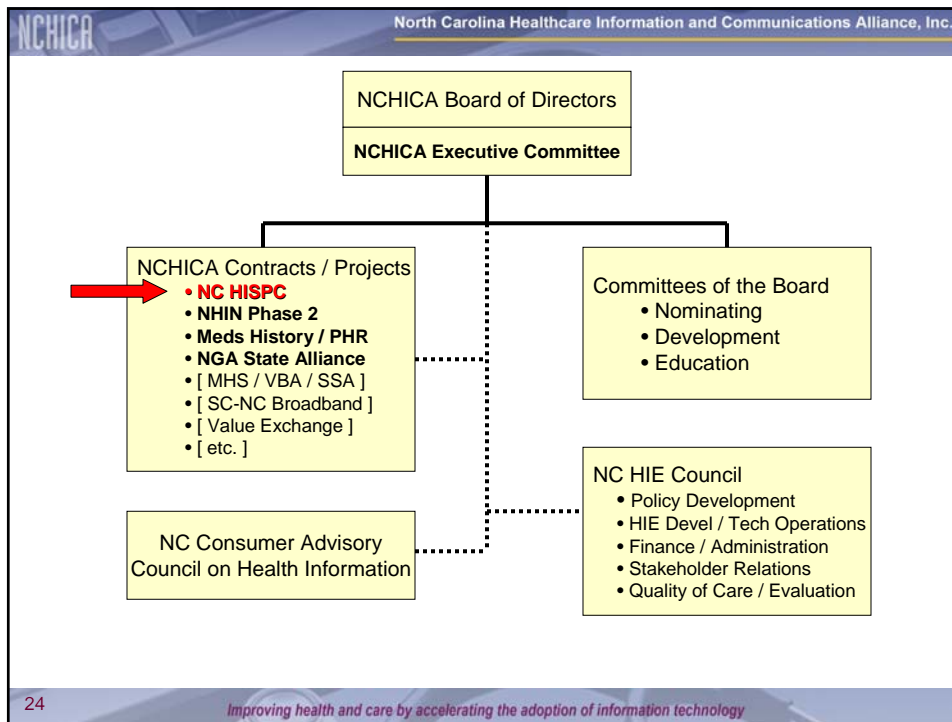 NCHICA
North Carolina Healthcare Information and Communications Alliance, Inc.
NCHICA Board of Directors
NCHICA Executive Committee
NCHICA Contracts / Projects
• NC HISPC
• NHIN Phase 2
• Meds History / PHR
• NGA State Alliance
• [ MHS / VBA / SSA ]
• [ SC-NC Broadband ]
• [ Value Exchange ]
• [ etc. ]
Committees of the Board
• Nominating
• Development
• Education
NC Consumer Advisory
Council on Health Information
NC HIE Council
• Policy Development
• HIE Devel / Tech Operations
• Finance / Administration
• Stakeholder Relations
• Quality of Care / Evaluation
24
Improving health and care by accelerating the adoption of information technology